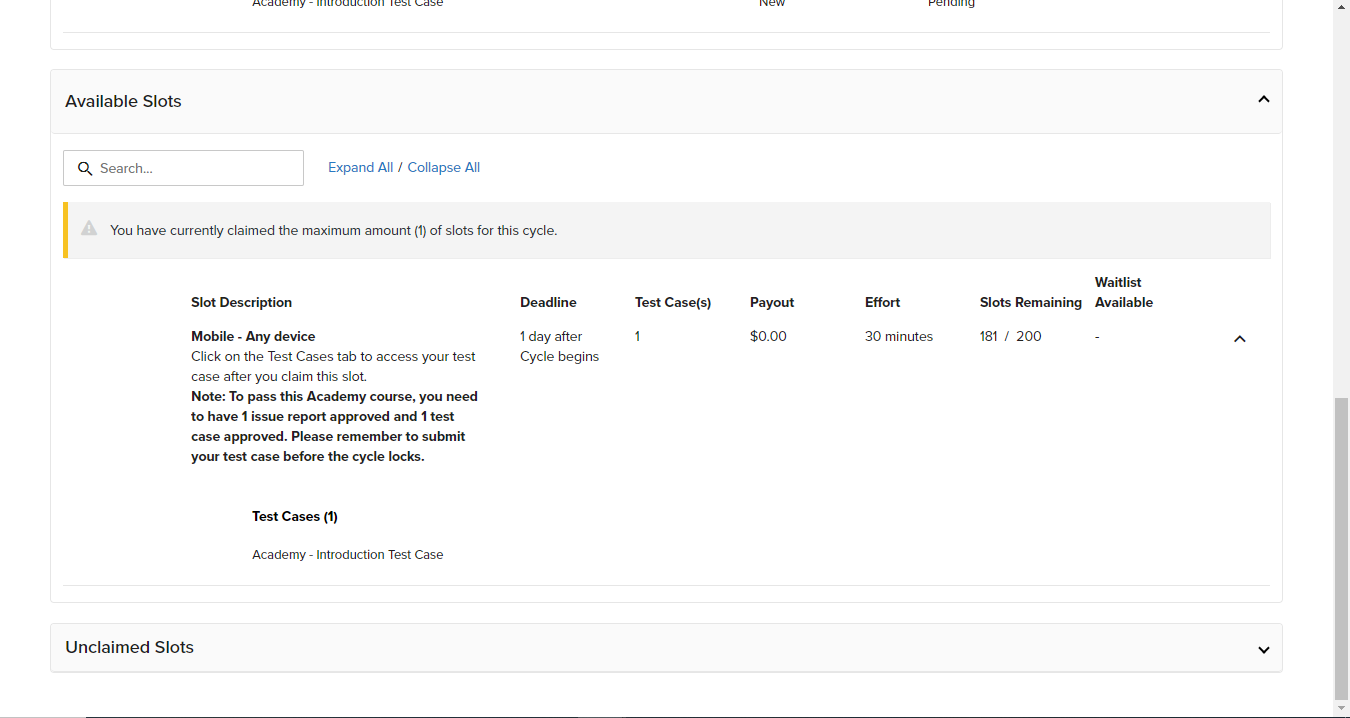 Academy - Introduction Test Case New Pending
Available Slots
Search...
Expand All / Collapse All
You have currently claimed the maximum amount (1) of slots for this cycle.
Slot Description Deadline Test Case(s) Payout Effort Slots Remaining Waitlist Available
Mobile - Any device 1 day after 1 $0.00 30 minutes 181 / 200 -
Click on the Test Cases tab to access your test Cycle begins
case after you claim this slot.
Note: To pass this Academy course, you need
to have 1 issue report approved and 1 test
case approved. Please remember to submit
your test case before the cycle locks.
Test Cases (1)
Academy - Introduction Test Case
Unclaimed Slots